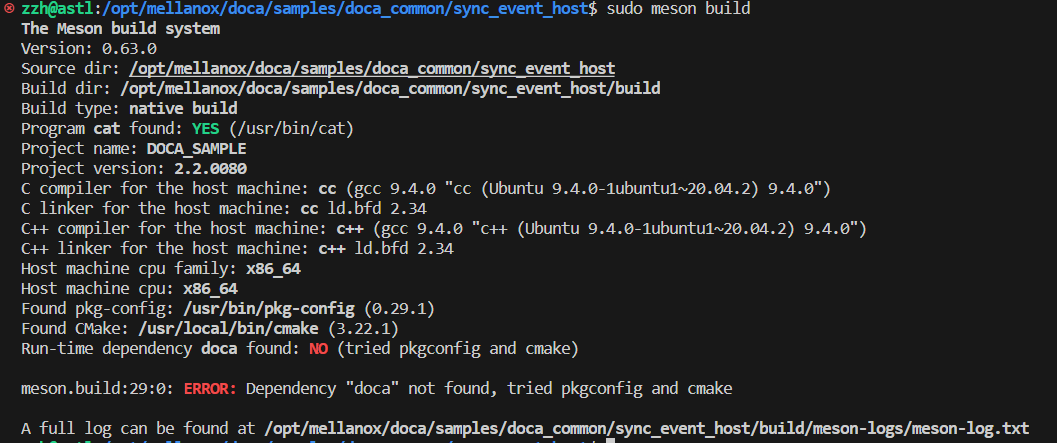 zzh@astl:/opt/mellanox/doca/samples/doca_common/sync_event_host$ sudo meson build
The Meson build system
Version: 0.63.0
Source dir: /opt/mellanox/doca/samples/doca_common/sync_event_host
Build dir: /opt/mellanox/doca/samples/doca_common/sync_event_host/build
Build type: native build
Program cat found: YES (/usr/bin/cat)
Project name: DOCA_SAMPLE
Project version: 2.2.0080
C compiler for the host machine: cc (gcc 9.4.0 "cc (Ubuntu 9.4.0-1ubuntu1~20.04.2) 9.4.0")
C linker for the host machine: cc ld.bfd 2.34
C++ compiler for the host machine: c++ (gcc 9.4.0 "c++ (Ubuntu 9.4.0-1ubuntu1~20.04.2) 9.4.0")
C++ linker for the host machine: c++ ld.bfd 2.34
Host machine cpu family: x86_64
Host machine cpu: x86_64
Found pkg-config: /usr/bin/pkg-config (0.29.1)
Found CMake: /usr/local/bin/cmake (3.22.1)
Run-time dependency doca found: NO (tried pkgconfig and cmake)
meson.build:29:0: ERROR: Dependency "doca" not found, tried pkgconfig and cmake
A full log can be found at /opt/mellanox/doca/samples/doca_common/sync_event_host/build/meson-logs/meson-log.txt